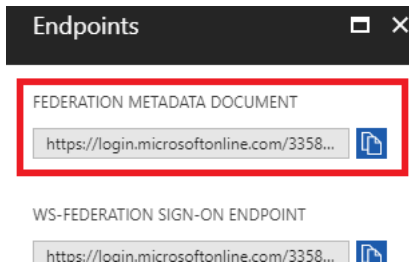 Endpoints
FEDERATION METADATA DOCUMENT
https://login.microsoftonline.com/3358...
WS-FEDERATION SIGN-ON ENDPOINT
https://login.microsoftonline.com/3358...